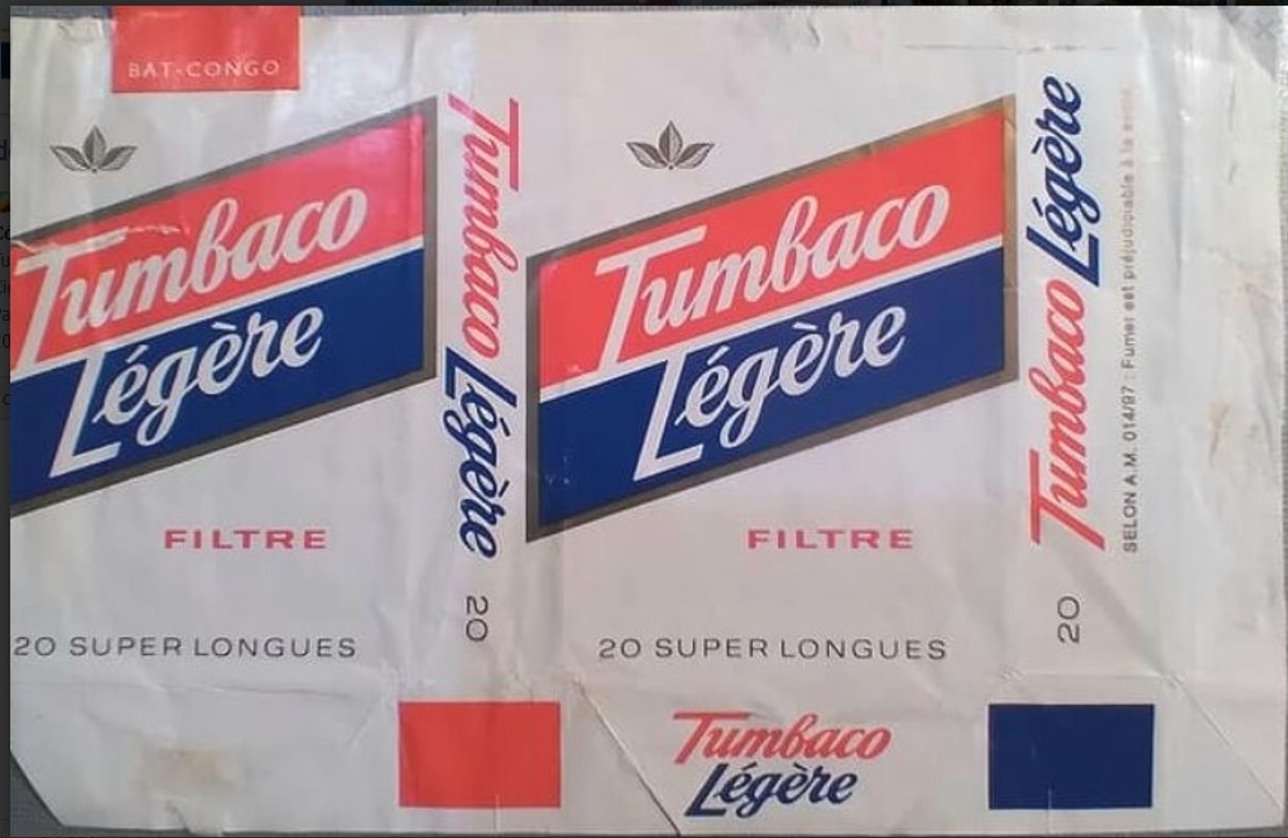 BAT-CONGO
Tumbaco
Légère
FILTRE
20 SUPER LONGUES
Tumbaco Légère
20
Tumbaco
Légère
FILTRE
20 SUPER LONGUES
Tumbaco
Légère
20
Tumbaco Légère
SELON A.M. 014/97 : Fumer est préjudiciable à la santé